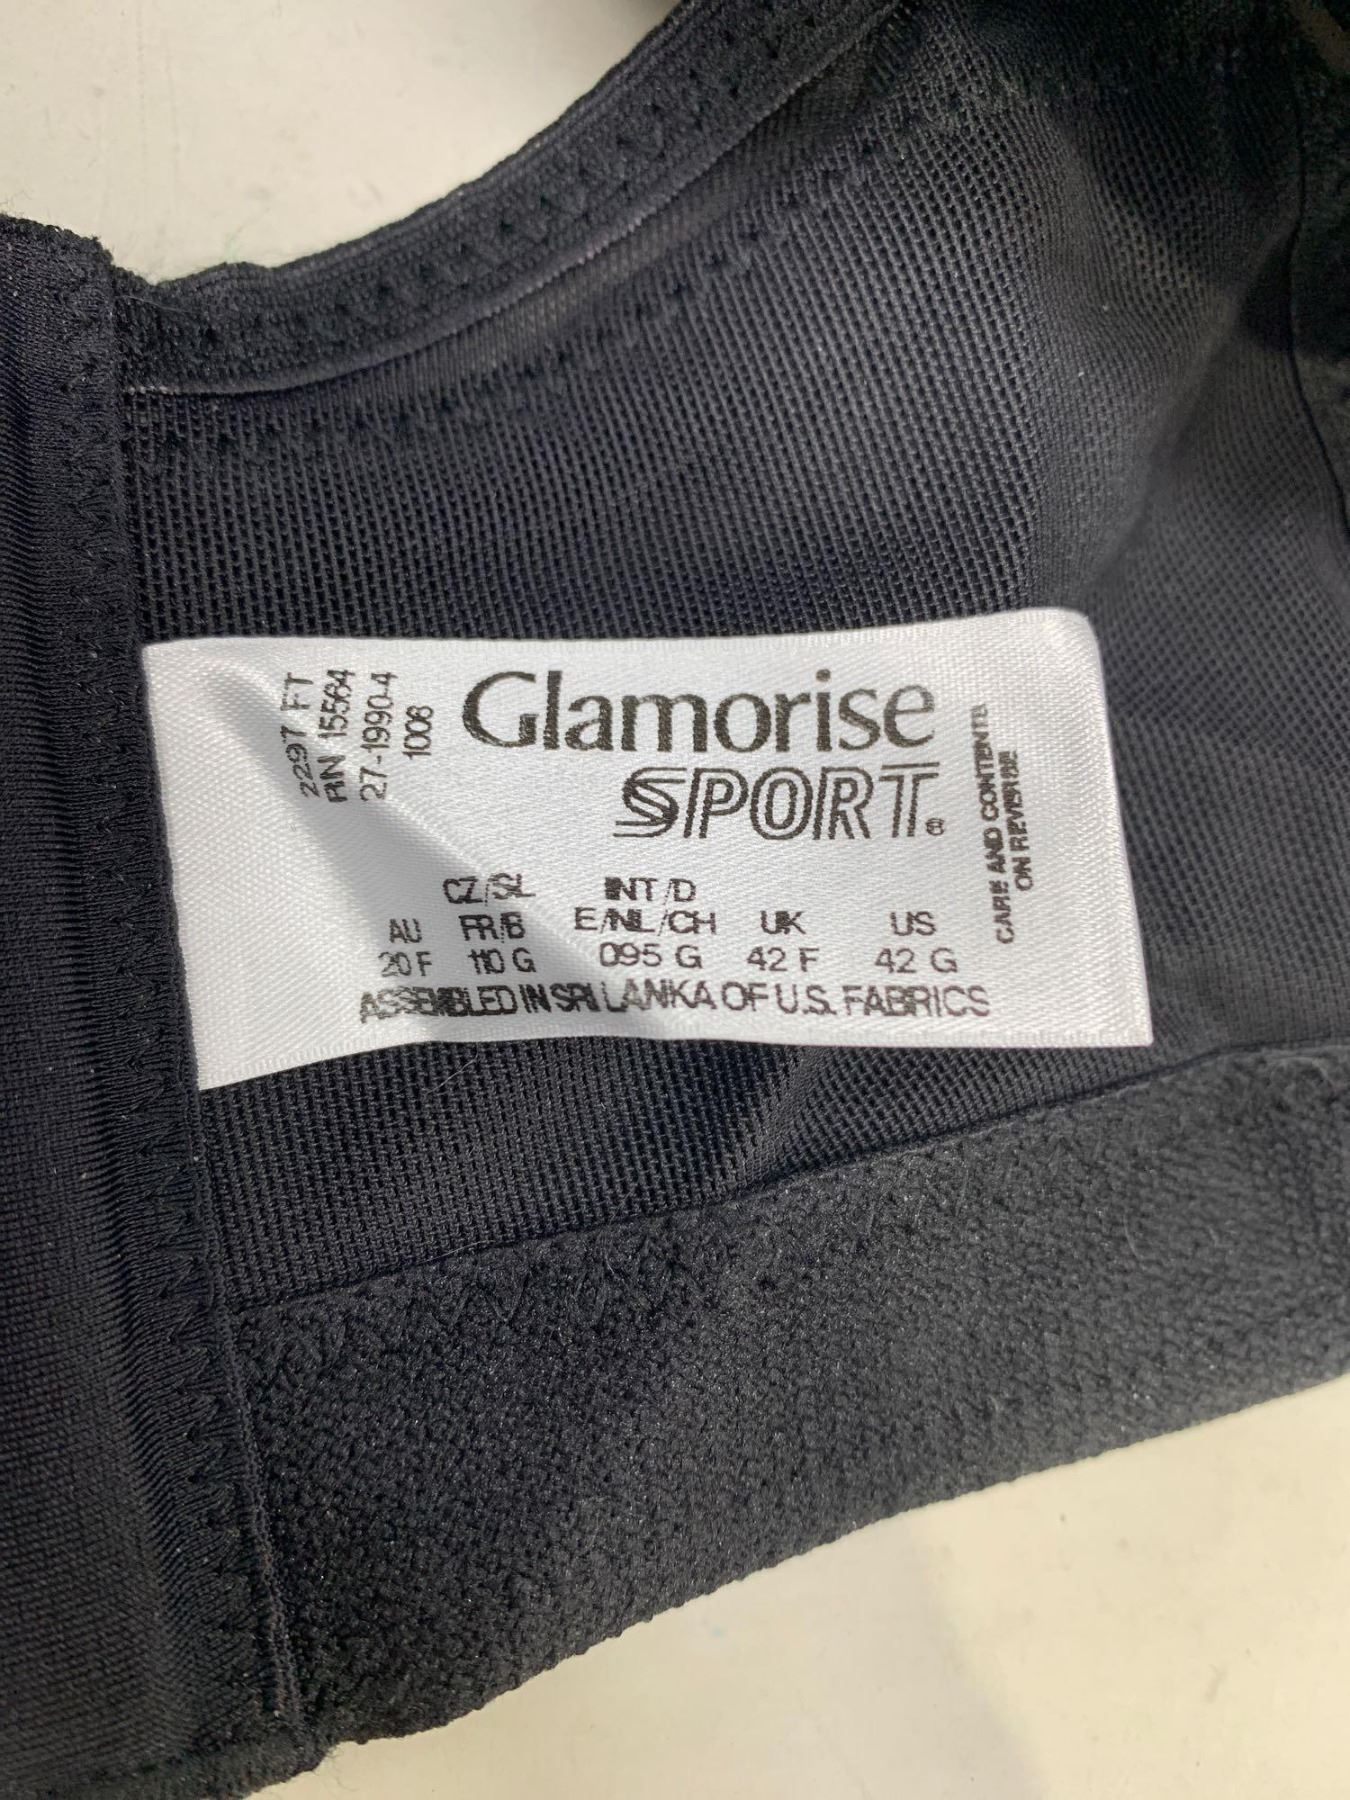 2297 FT
RN 15564
27-1990-4
1006
Glamorise
SPORT®
CARE AND CONTENTS
ON REVERSE
CZ/SL INT/D
AU FR/B E/NL/CH UK US
20 F 110 G 095 G 42 F 42 G
ASSEMBLED IN SRI LANKA OF U.S. FABRICS